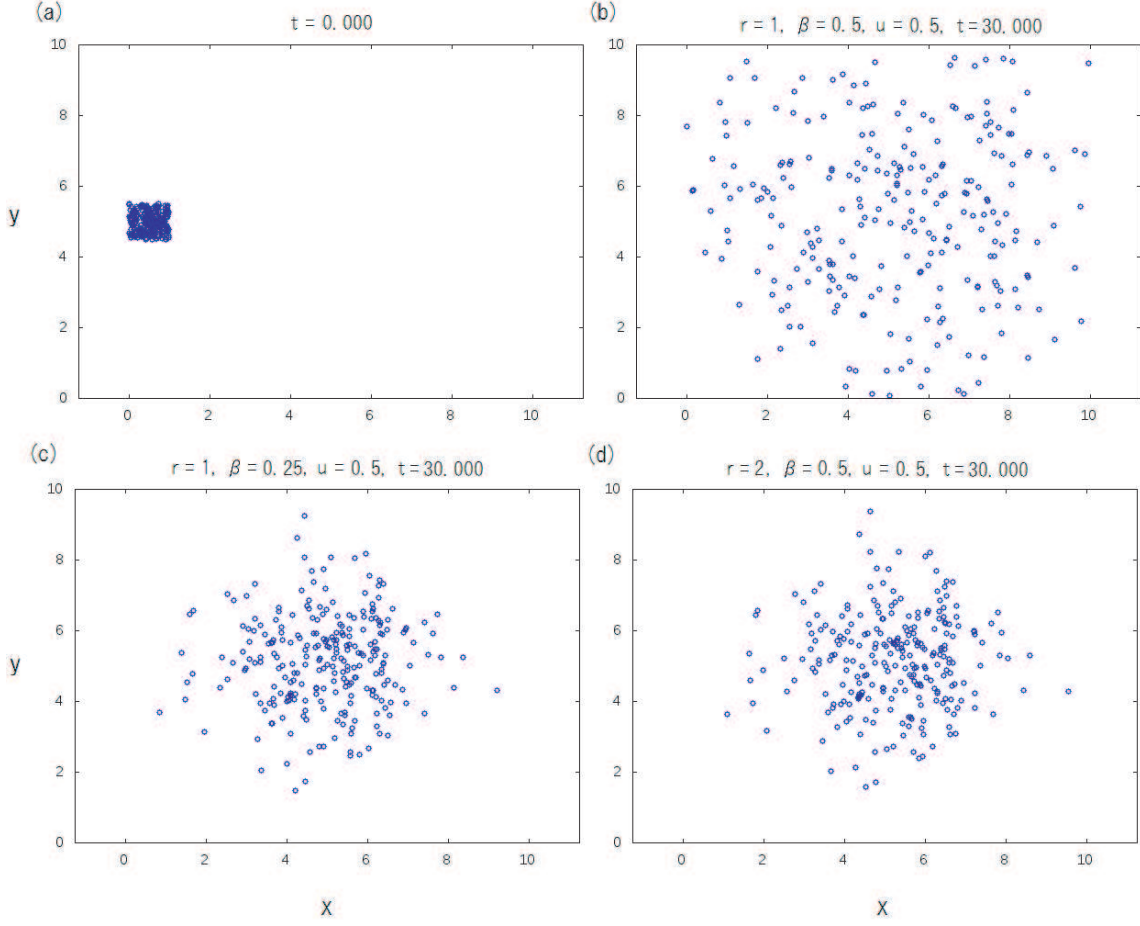 (a)
t = 0.000
10
8
6
4
2
0
y
0 2 4 6 8 10
(b)
r = 1, β = 0.5, u = 0.5, t=30.000
10
8
6
4
2
0
0 2 4 6 8 10
(c)
r = 1, β = 0.25, u = 0.5, t=30.000
10
8
6
4
2
0
y
0 2 4 6 8 10
X
(d)
r = 2, β = 0.5, u = 0.5, t=30.000
10
8
6
4
2
0
0 2 4 6 8 10
X